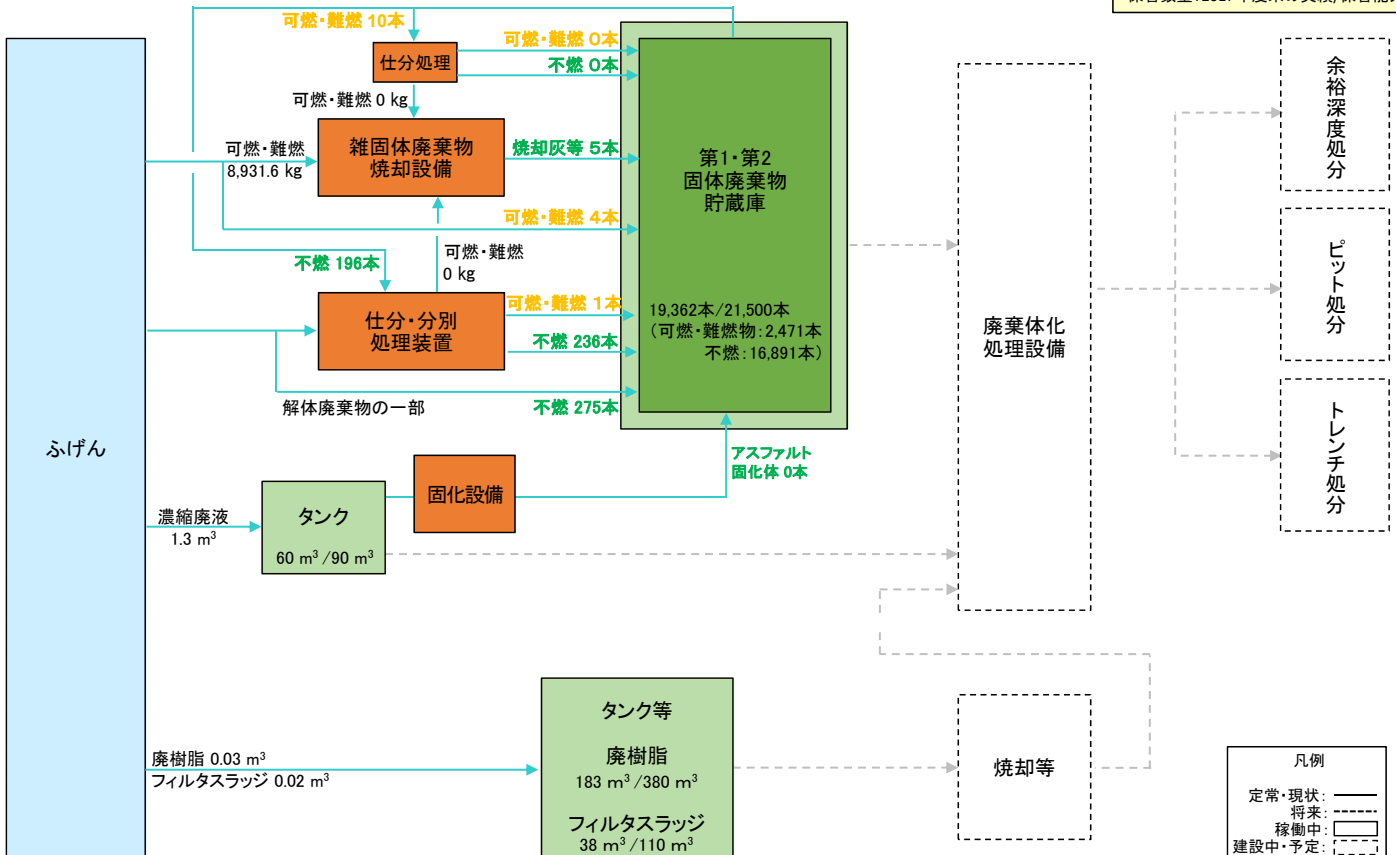 可燃・難燃 10本
仕分処理
可燃・難燃 0本
不燃 0本
可燃・難燃 0 kg
可燃・難燃
8,931.6 kg
雑固体廃棄物
焼却設備
焼却灰等 5本
可燃・難燃 4本
可燃・難燃
0 kg
不燃 196本
仕分・分別
処理装置
可燃・難燃 1本
不燃 236本
解体廃棄物の一部
不燃 275本
第1・第2
固体廃棄物
貯蔵庫
19,362本/21,500本
(可燃・難燃物:2,471本
不燃:16,891本)
ふげん
濃縮廃液
1.3 m³
タンク
60 m³/90 m³
固化設備
アスファルト
固化体 0本
廃樹脂 0.03 m³
フィルタスラッジ 0.02 m³
タンク等
廃樹脂
183 m³/380 m³
フィルタスラッジ
38 m³/110 m³
焼却等
廃棄体化
処理設備
余裕深度処分
ピット処分
トレンチ処分
凡例
定常・現状:
将来:
稼働中:
建設中・予定: